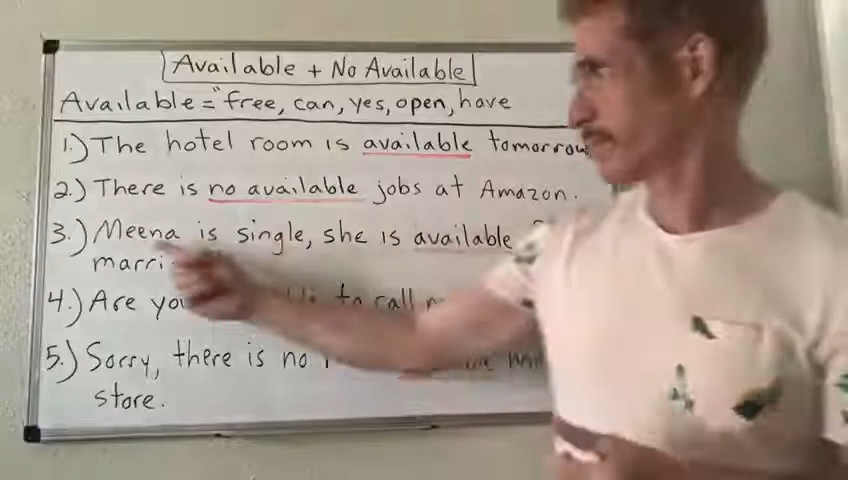 Available + No Available
Available = "free, can, yes, open, have
1.) The hotel room is available tomorrow
2.) There is no available jobs at Amazon.
3.) Meena is single, she is available
4.) Are to call
5.) Sorry, there is no
store.